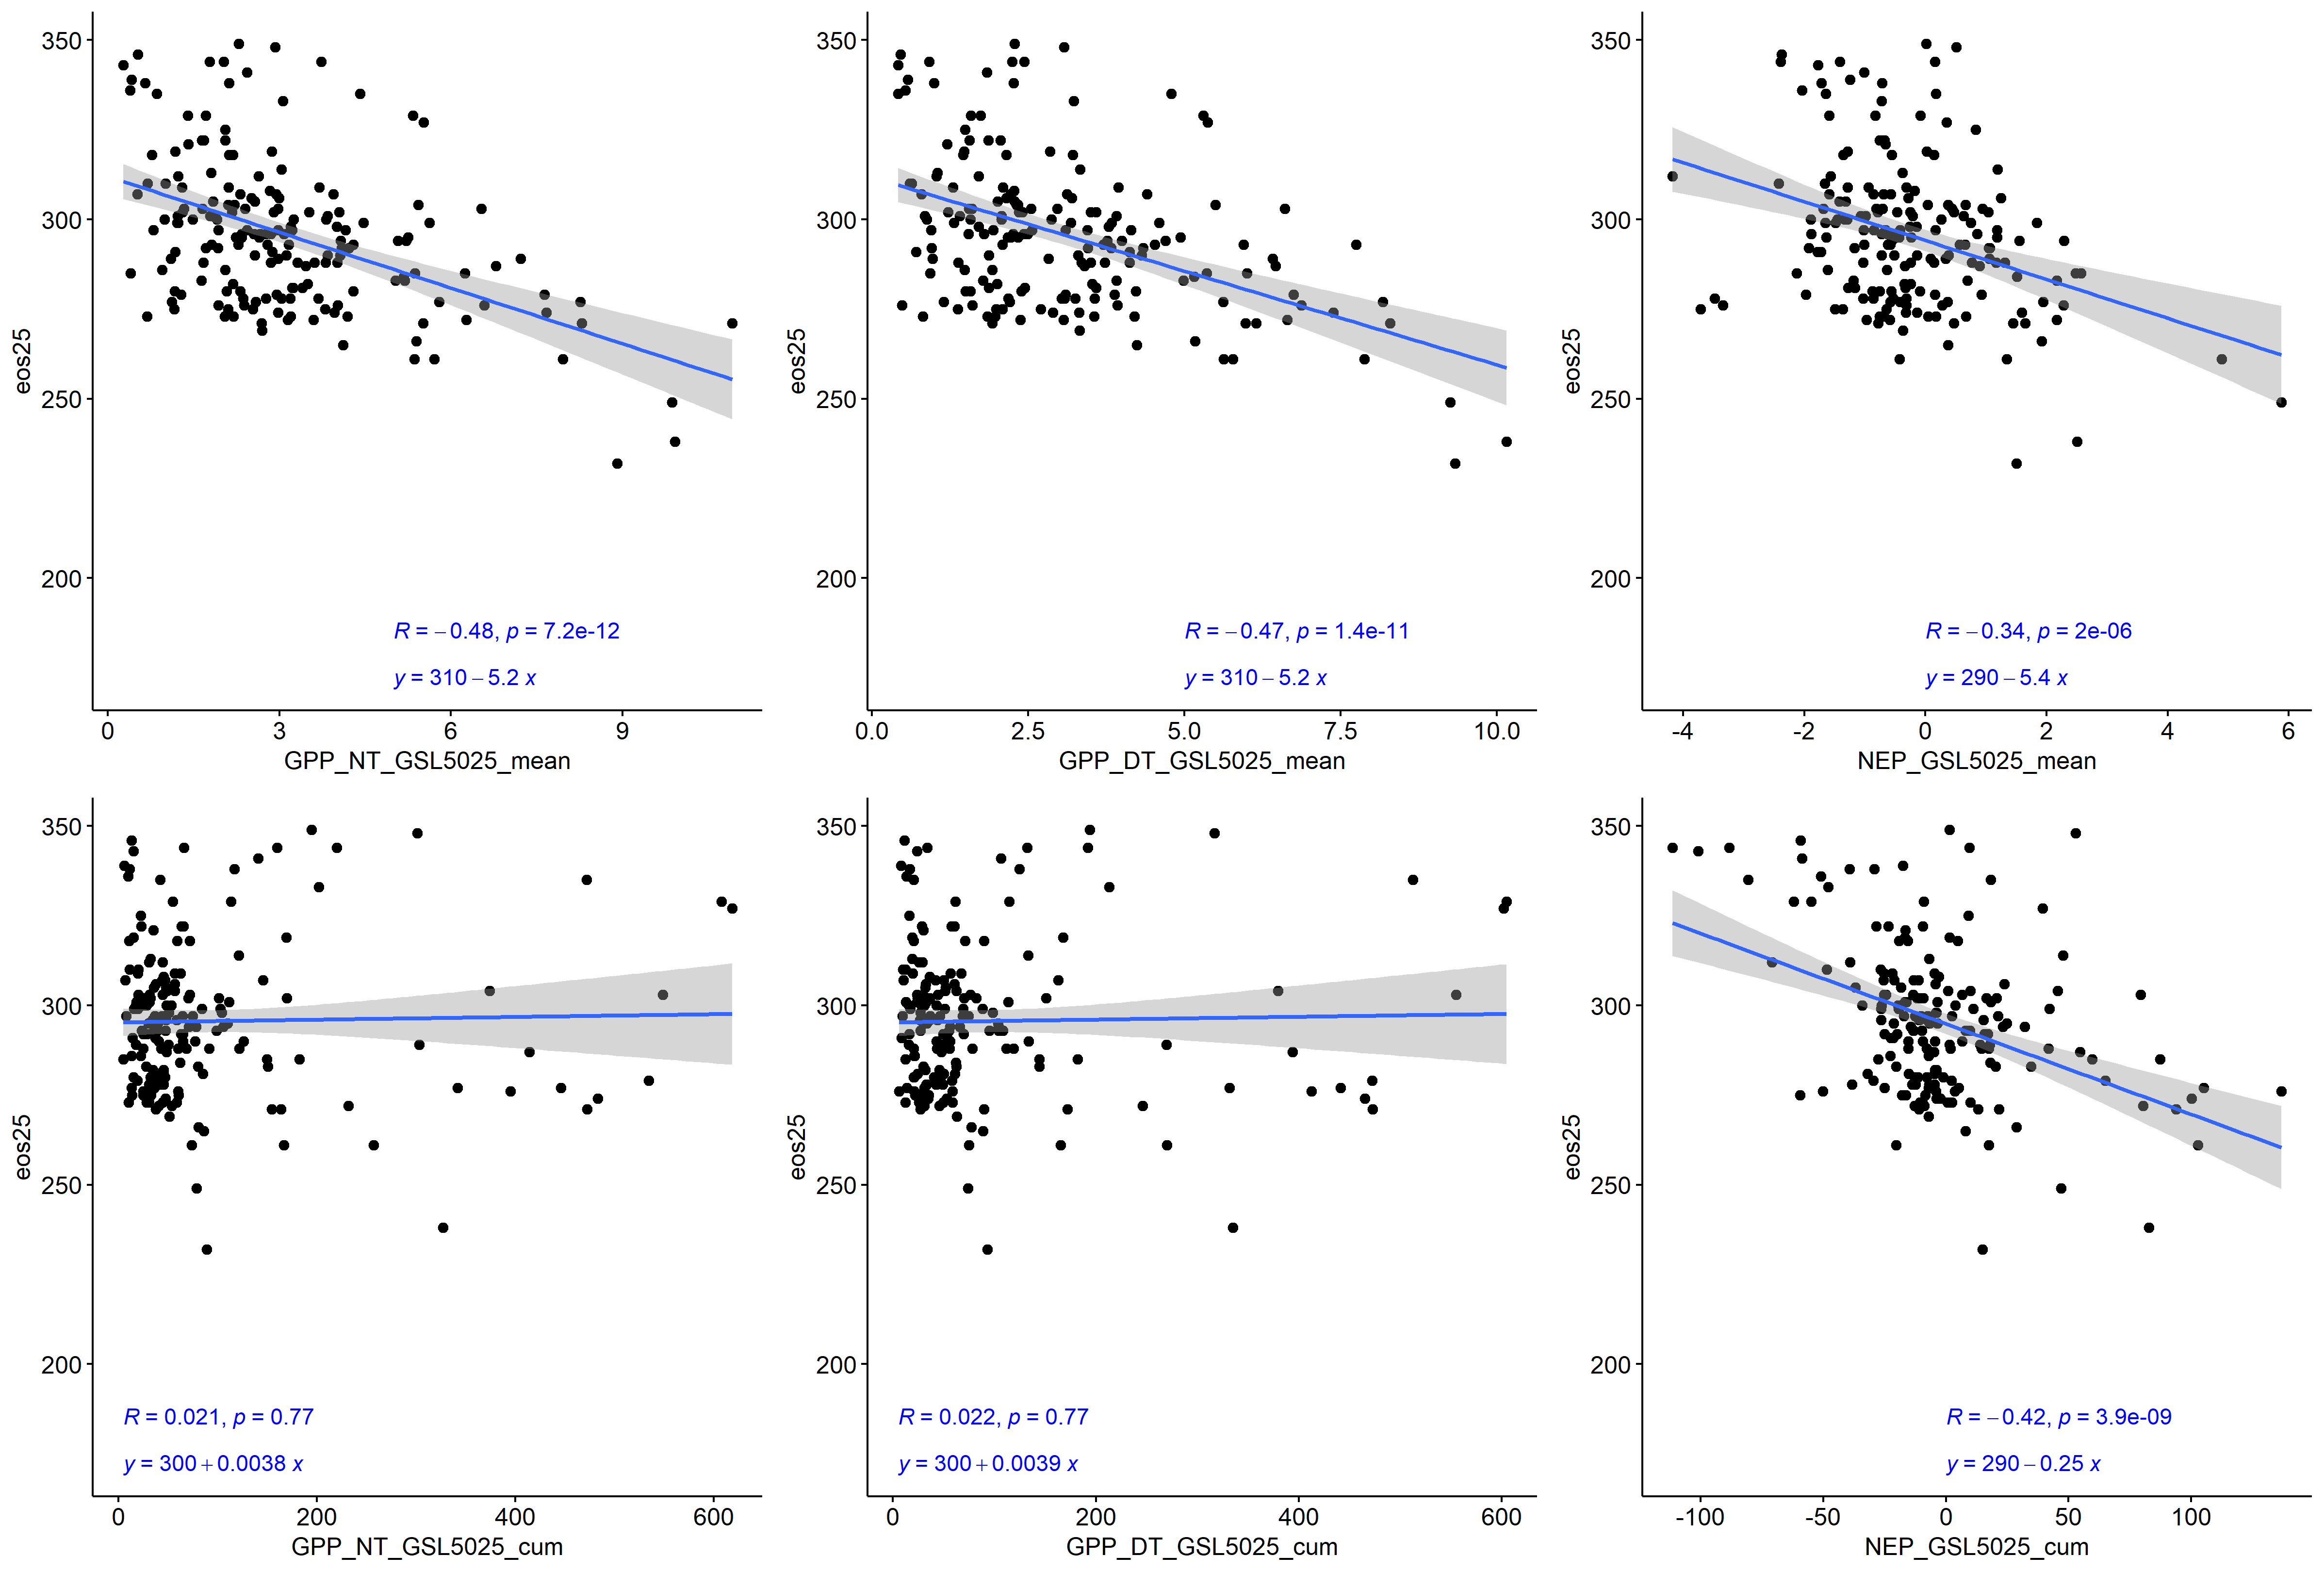 350
300
250
200
eos25
R = −0.48, p = 7.2e-12
y = 310 − 5.2 x
0 3 6 9
GPP_NT_GSL5025_mean
350
300
250
200
eos25
R = −0.47, p = 1.4e-11
y = 310 − 5.2 x
0.0 2.5 5.0 7.5 10.0
GPP_DT_GSL5025_mean
350
300
250
200
eos25
R = −0.34, p = 2e-06
y = 290 − 5.4 x
-4 -2 0 2 4 6
NEP_GSL5025_mean
350
300
250
200
eos25
R = 0.021, p = 0.77
y = 300 + 0.0038 x
0 200 400 600
GPP_NT_GSL5025_cum
350
300
250
200
eos25
R = 0.022, p = 0.77
y = 300 + 0.0039 x
0 200 400 600
GPP_DT_GSL5025_cum
350
300
250
200
eos25
R = −0.42, p = 3.9e-09
y = 290 − 0.25 x
-100 -50 0 50 100
NEP_GSL5025_cum